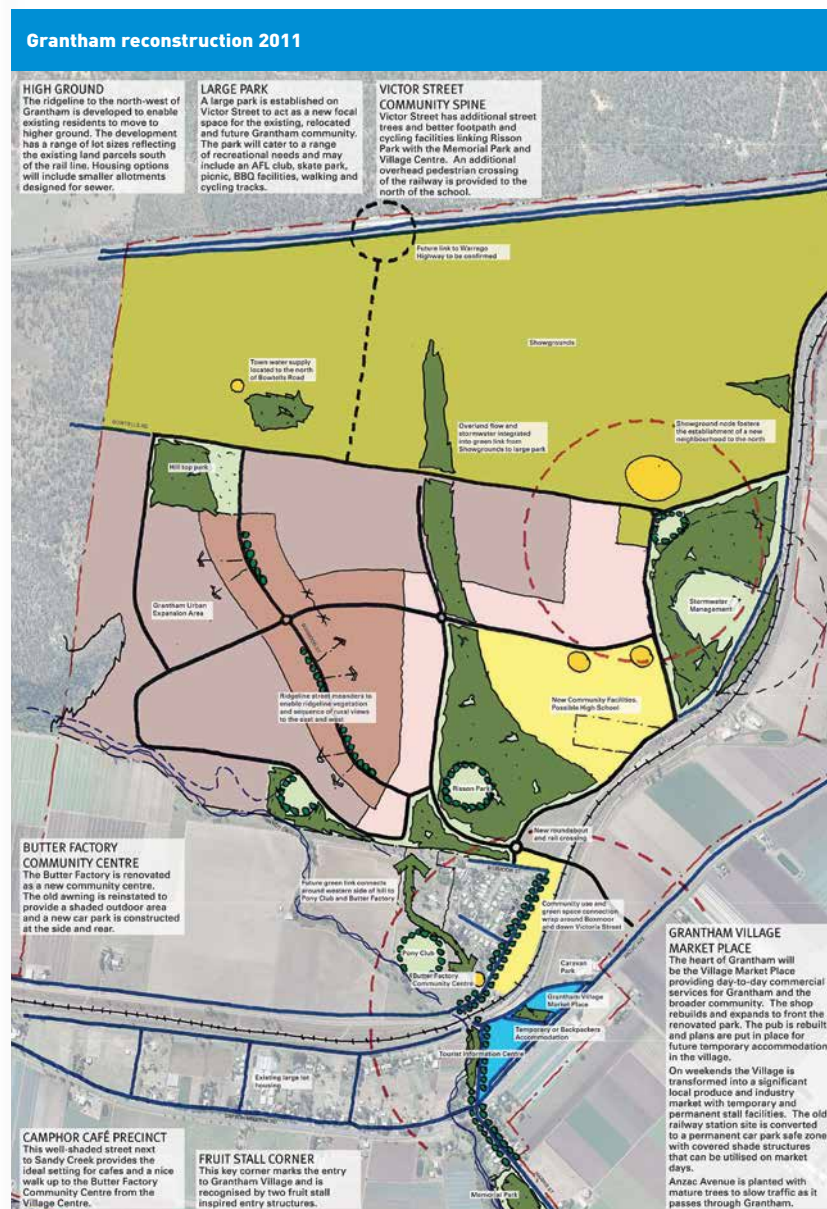 Grantham reconstruction 2011
HIGH GROUND
The ridgeline to the north-west of
Grantham is developed to enable
existing residents to move to
higher ground. The development
has a range of lot sizes reflecting
the existing land parcels south
of the rail line. Housing options
will include smaller allotments
designed for sewer.
LARGE PARK
A large park is established on
Victor Street to act as a new focal
space for the existing, relocated
and future Grantham community.
The park will cater to a range
of recreational needs and may
include an AFL club, skate park,
picnic, BBQ facilities, walking and
cycling tracks.
VICTOR STREET
COMMUNITY SPINE
Victor Street has additional street
trees and better footpath and
cycling facilities linking Risson
Park with the Memorial Park and
Village Centre. An additional
overhead pedestrian crossing
of the railway is provided to the
north of the school.
Future link to Warrego
Highway to be confirmed
Showgrounds
Town water supply
located to the north
of Bowtells Road
Overland flow and
stormwater integrated
into green link from
Showgrounds to large park
Showground node fosters
the establishment of a new
neighbourhood to the north
Hill top park
Grantham Urban
Expansion Area
Stormwater
Management
Ridgeline street meanders to
enable ridgeline vegetation
and sequence of rural views
to the east and west
New Community Facilities.
Possible High School
Risson Park
New roundabout
and rail crossing
BUTTER FACTORY
COMMUNITY CENTRE
The Butter Factory is renovated
as a new community centre.
The old awning is reinstated to
provide a shaded outdoor area
and a new car park is constructed
at the side and rear.
Future green link connects
around western side of hill to
Pony Club and Butter Factory
Community use and
green space connection
wrap around Boxmoor
and down Victoria Street
Pony Club
Butter Factory
Community Centre
Caravan
Park
Grantham Village
Market Place
Temporary or Backpackers
Accommodation
Tourist Information Centre
Existing large lot
housing
GRANTHAM VILLAGE
MARKET PLACE
The heart of Grantham will
be the Village Market Place
providing day-to-day commercial
services for Grantham and the
broader community. The shop
rebuilds and expands to front the
renovated park. The pub is rebuilt
and plans are put in place for
future temporary accommodation
in the village.
On weekends the Village is
transformed into a significant
local produce and industry
market with temporary and
permanent stall facilities. The old
railway station site is converted
to a permanent car park safe zone
with covered shade structures
that can be utilised on market
days.
Anzac Avenue is planted with
mature trees to slow traffic as it
passes through Grantham.
CAMPHOR CAFÉ PRECINCT
This well-shaded street next
to Sandy Creek provides the
ideal setting for cafes and a nice
walk up to the Butter Factory
Community Centre from the
Village Centre.
FRUIT STALL CORNER
This key corner marks the entry
to Grantham Village and is
recognised by two fruit stall
inspired entry structures.
Memorial Park